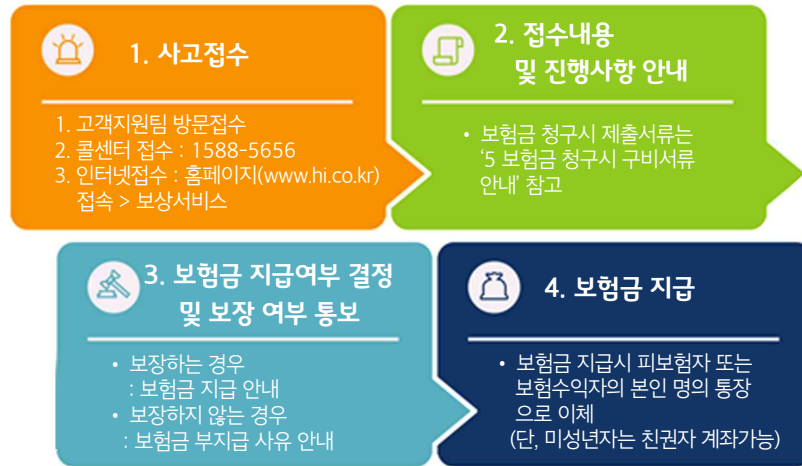 1. 사고접수
1. 고객지원팀 방문접수
2. 콜센터 접수 : 1588-5656
3. 인터넷접수 : 홈페이지(www.hi.co.kr)
접속 > 보상서비스
2. 접수내용
및 진행사항 안내
• 보험금 청구시 제출서류는
‘5 보험금 청구시 구비서류
안내’ 참고
3. 보험금 지급여부 결정
및 보장 여부 통보
• 보장하는 경우
: 보험금 지급 안내
• 보장하지 않는 경우
: 보험금 부지급 사유 안내
4. 보험금 지급
• 보험금 지급시 피보험자 또는
보험수익자의 본인 명의 통장
으로 이체
(단, 미성년자는 친권자 계좌가능)